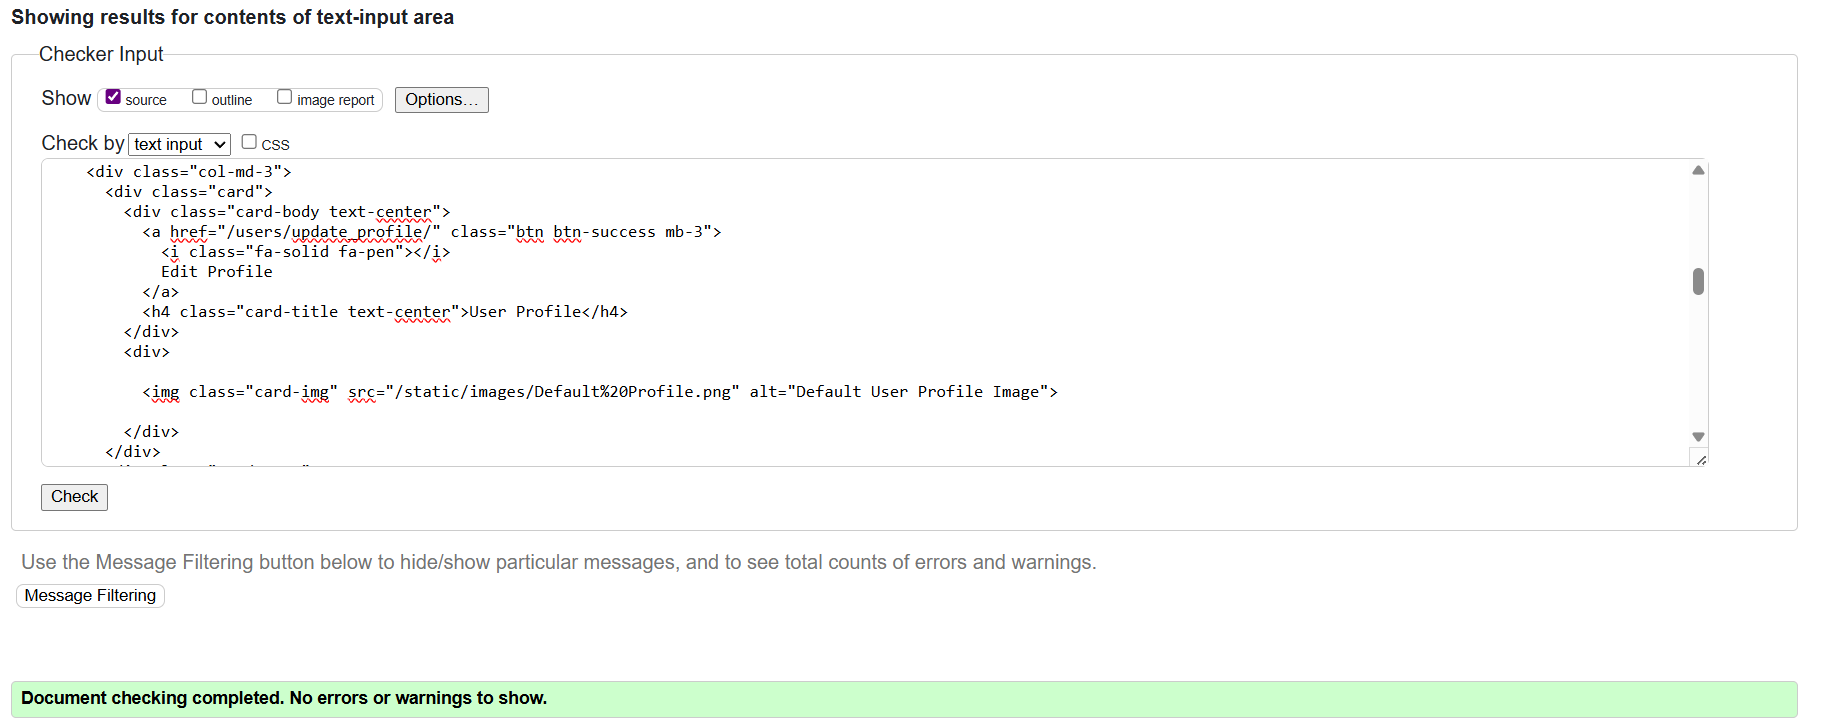 Showing results for contents of text-input area
Checker Input
Show source outline image report Options...
Check by text input CSS
<div class="col-md-3">
<div class="card">
<div class="card-body text-center">
<a href="/users/update_profile/" class="btn btn-success mb-3">
<i class="fa-solid fa-pen"></i>
Edit Profile
</a>
<h4 class="card-title text-center">User Profile</h4>
</div>
<div>
<img class="card-img" src="/static/images/Default%20Profile.png" alt="Default User Profile Image">
</div>
</div>
Check
Use the Message Filtering button below to hide/show particular messages, and to see total counts of errors and warnings.
Message Filtering
Document checking completed. No errors or warnings to show.